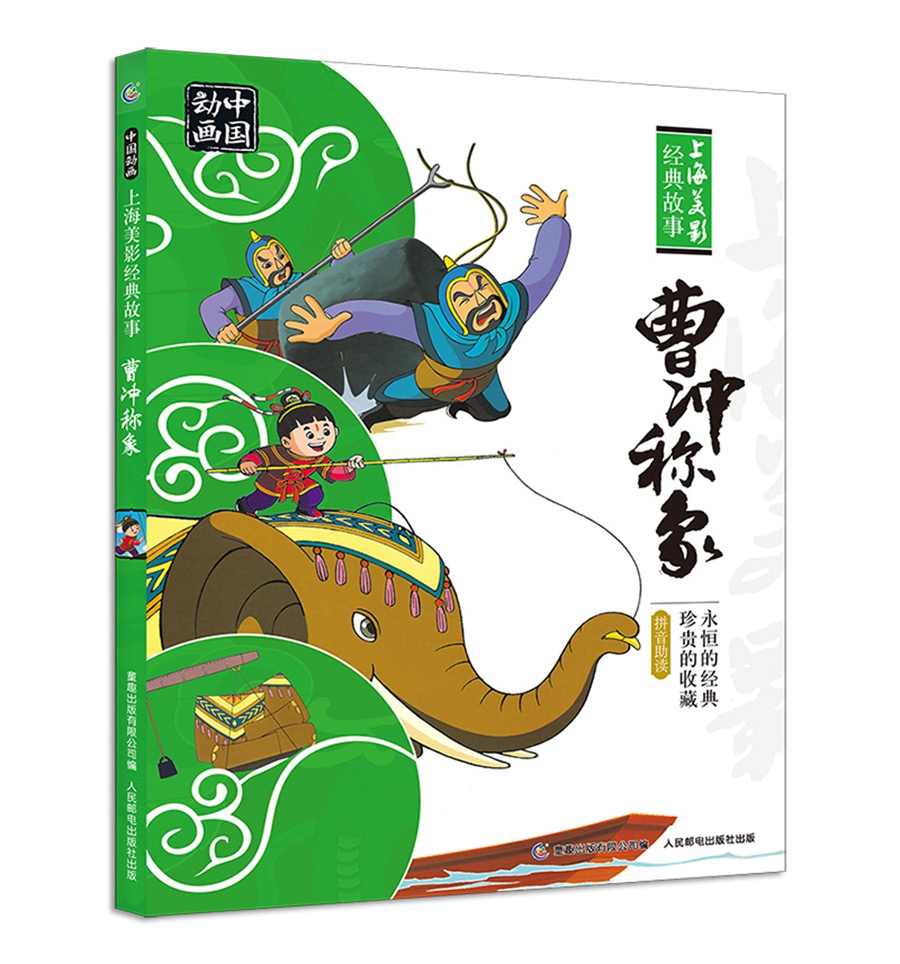 中国
动画
上海美影
经典故事
曹冲称象
永恒的经典
珍贵的收藏
拼音助读
童趣出版有限公司编
人民邮电出版社出版
中国动画
上海美影经典故事
曹冲称象
童趣出版有限公司编
人民邮电出版社出版
上海美影